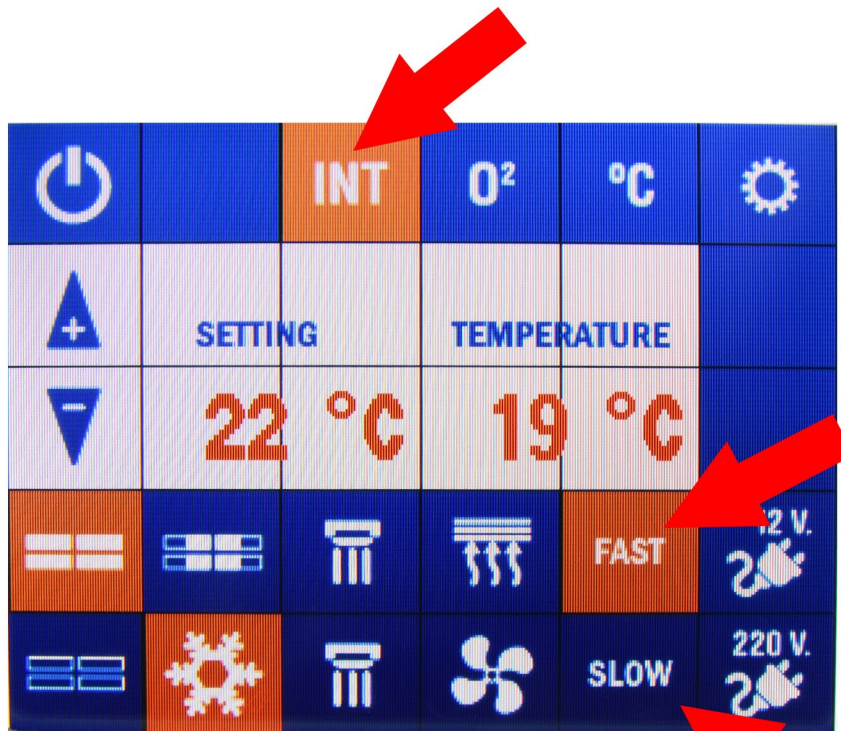 INT O² °C
SETTING TEMPERATURE
22 °C 19 °C
FAST 12 V.
SLOW 220 V.